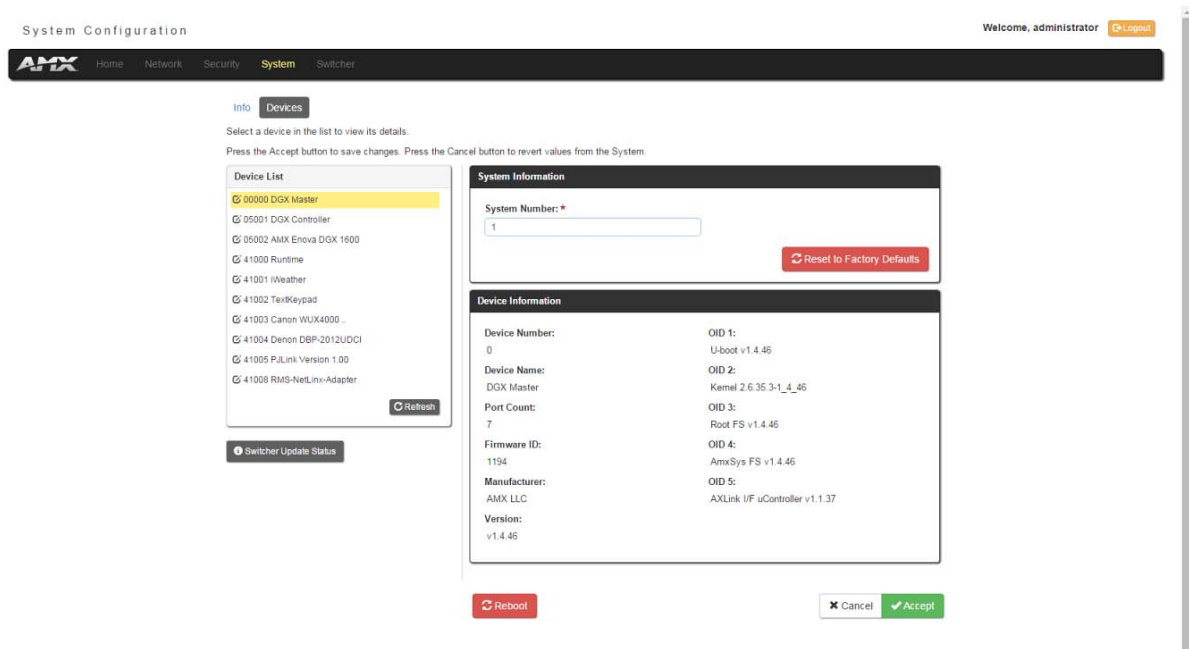 System Configuration
Welcome, administrator
Logout
AMX Home Network Security System Switcher
Info Devices
Select a device in the list to view its details.
Press the Accept button to save changes. Press the Cancel button to revert values from the System.
Device List
00000 DGX Master
05001 DGX Controller
05002 AMX Enova DGX 1600
41000 Runtime
41001 iWeather
41002 TextKeypad
41003 Canon WUX4000 ..
41004 Denon DBP-2012UDCI
41005 PJLink Version 1.00
41008 RMS-NetLinx-Adapter
Refresh
Switcher Update Status
System Information
System Number: *
1
Reset to Factory Defaults
Device Information
Device Number:
0
Device Name:
DGX Master
Port Count:
7
Firmware ID:
1194
Manufacturer:
AMX LLC
Version:
v1.4.46
OID 1:
U-boot v1.4.46
OID 2:
Kernel 2.6.35.3-1_4_46
OID 3:
Root FS v1.4.46
OID 4:
AmxSys FS v1.4.46
OID 5:
AXLink I/F uController v1.1.37
Reboot
Cancel
Accept